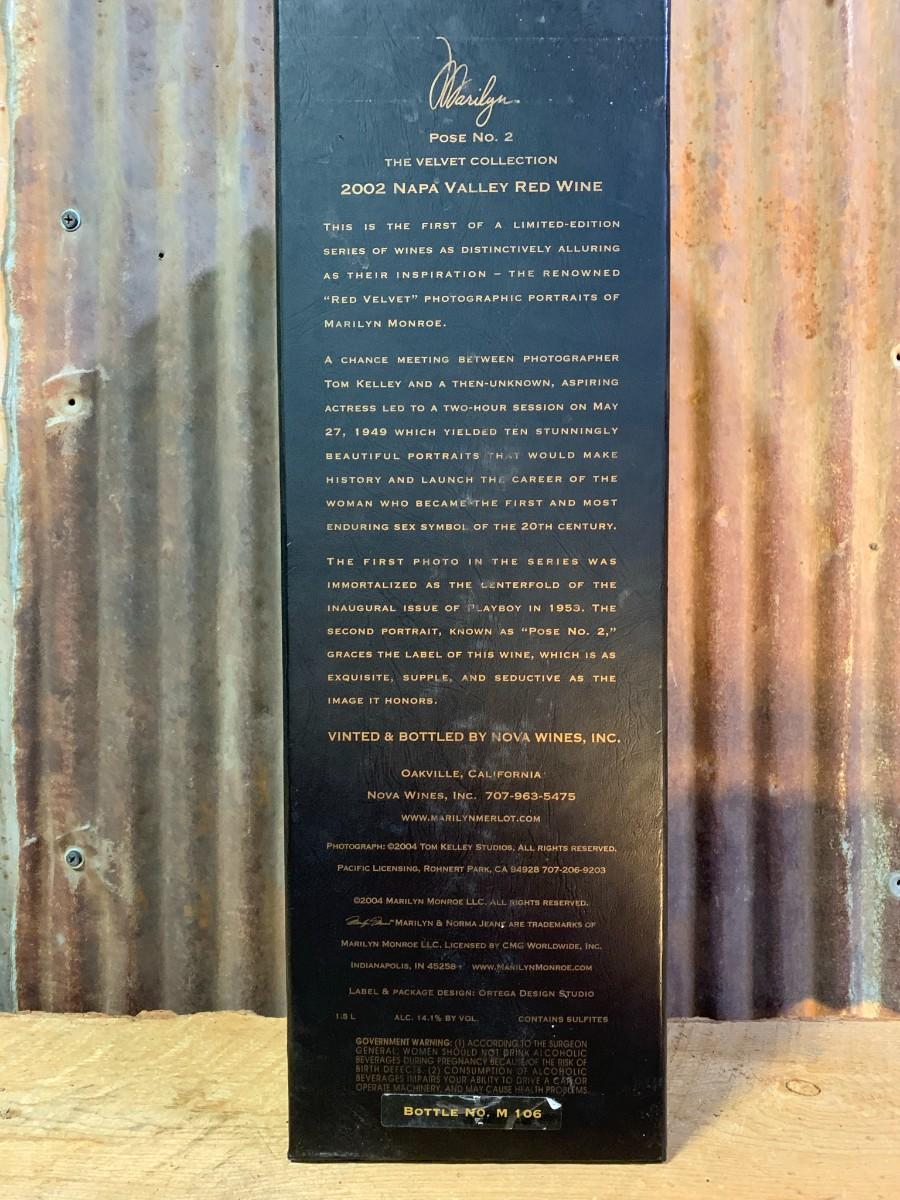 Marilyn
Pose No. 2
THE VELVET COLLECTION
2002 NAPA VALLEY RED WINE
THIS IS THE FIRST OF A LIMITED-EDITION
SERIES OF WINES AS DISTINCTIVELY ALLURING
AS THEIR INSPIRATION – THE RENOWNED
“RED VELVET” PHOTOGRAPHIC PORTRAITS OF
MARILYN MONROE.
A CHANCE MEETING BETWEEN PHOTOGRAPHER
TOM KELLEY AND A THEN-UNKNOWN, ASPIRING
ACTRESS LED TO A TWO-HOUR SESSION ON MAY
27, 1949 WHICH YIELDED TEN STUNNINGLY
BEAUTIFUL PORTRAITS THAT WOULD MAKE
HISTORY AND LAUNCH THE CAREER OF THE
WOMAN WHO BECAME THE FIRST AND MOST
ENDURING SEX SYMBOL OF THE 20TH CENTURY.
THE FIRST PHOTO IN THE SERIES WAS
IMMORTALIZED AS THE CENTERFOLD OF THE
INAUGURAL ISSUE OF PLAYBOY IN 1953. THE
SECOND PORTRAIT, KNOWN AS “POSE NO. 2,”
GRACES THE LABEL OF THIS WINE, WHICH IS AS
EXQUISITE, SUPPLE, AND SEDUCTIVE AS THE
IMAGE IT HONORS.
VINTED & BOTTLED BY NOVA WINES, INC.
OAKVILLE, CALIFORNIA
NOVA WINES, INC. 707-963-5475
WWW.MARILYNMERLOT.COM
PHOTOGRAPH: ©2004 TOM KELLEY STUDIOS, ALL RIGHTS RESERVED.
PACIFIC LICENSING, ROHNERT PARK, CA 94928 707-206-9203
©2004 MARILYN MONROE LLC. ALL RIGHTS RESERVED.
MARILYN & NORMA JEANE ARE TRADEMARKS OF
MARILYN MONROE LLC. LICENSED BY CMG WORLDWIDE, INC.
INDIANAPOLIS, IN 45258 WWW.MARILYNMONROE.COM
LABEL & PACKAGE DESIGN: ORTEGA DESIGN STUDIO
1.5 L ALC. 14.1% BY VOL. CONTAINS SULFITES
GOVERNMENT WARNING: (1) ACCORDING TO THE SURGEON
GENERAL, WOMEN SHOULD NOT DRINK ALCOHOLIC
BEVERAGES DURING PREGNANCY BECAUSE OF THE RISK OF
BIRTH DEFECTS. (2) CONSUMPTION OF ALCOHOLIC
BEVERAGES IMPAIRS YOUR ABILITY TO DRIVE A CAR OR
OPERATE MACHINERY, AND MAY CAUSE HEALTH PROBLEMS.
BOTTLE NO. M 106